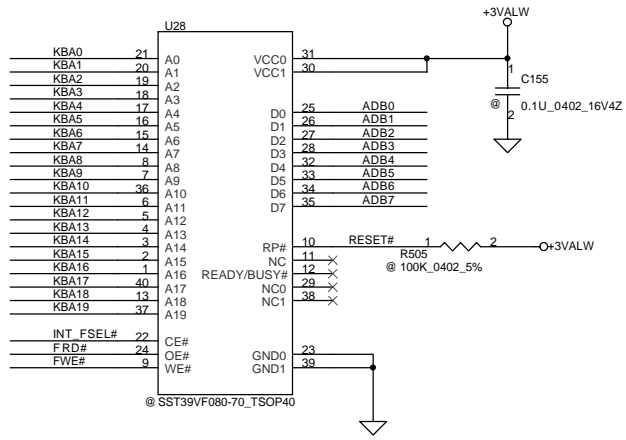 +3VALW
U28
KBA0 21 A0 VCC0 31
KBA1 20 A1 VCC1 30
KBA2 19 A2
KBA3 18 A3
KBA4 17 A4 D0 25 ADB0
KBA5 16 A5 D1 26 ADB1
KBA6 15 A6 D2 27 ADB2
KBA7 14 A7 D3 28 ADB3
KBA8 8 A8 D4 32 ADB4
KBA9 7 A9 D5 33 ADB5
KBA10 36 A10 D6 34 ADB6
KBA11 6 A11 D7 35 ADB7
KBA12 5 A12
KBA13 4 A13
KBA14 3 A14 RP# 10 RESET# 1 2 +3VALW
KBA15 2 A15 NC 11 R505
KBA16 1 A16 READY/BUSY# 12 @ 100K_0402_5%
KBA17 40 A17 NC0 29
KBA18 13 A18 NC1 38
KBA19 37 A19
INT_FSEL# 22 CE# GND0 23
FRD# 24 OE# GND1 39
FWE# 9 WE#
@ SST39VF080-70_TSOP40
1
C155
@ 0.1U_0402_16V4Z
2